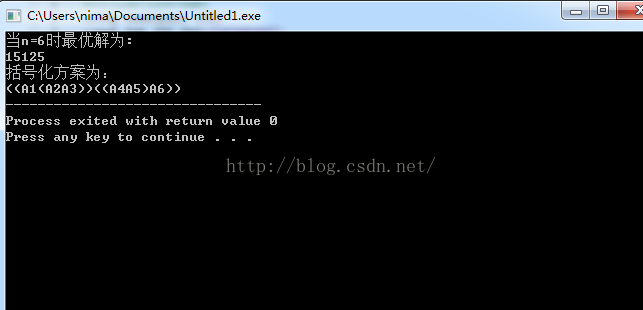 C:\Users\nima\Documents\Untitled1.exe
当n=6时最优解为:
15125
括号化方案为:
((A1(A2A3))((A4A5)A6))
--------------------------------
Process exited with return value 0
Press any key to continue . . .
http://blog.csdn.net/